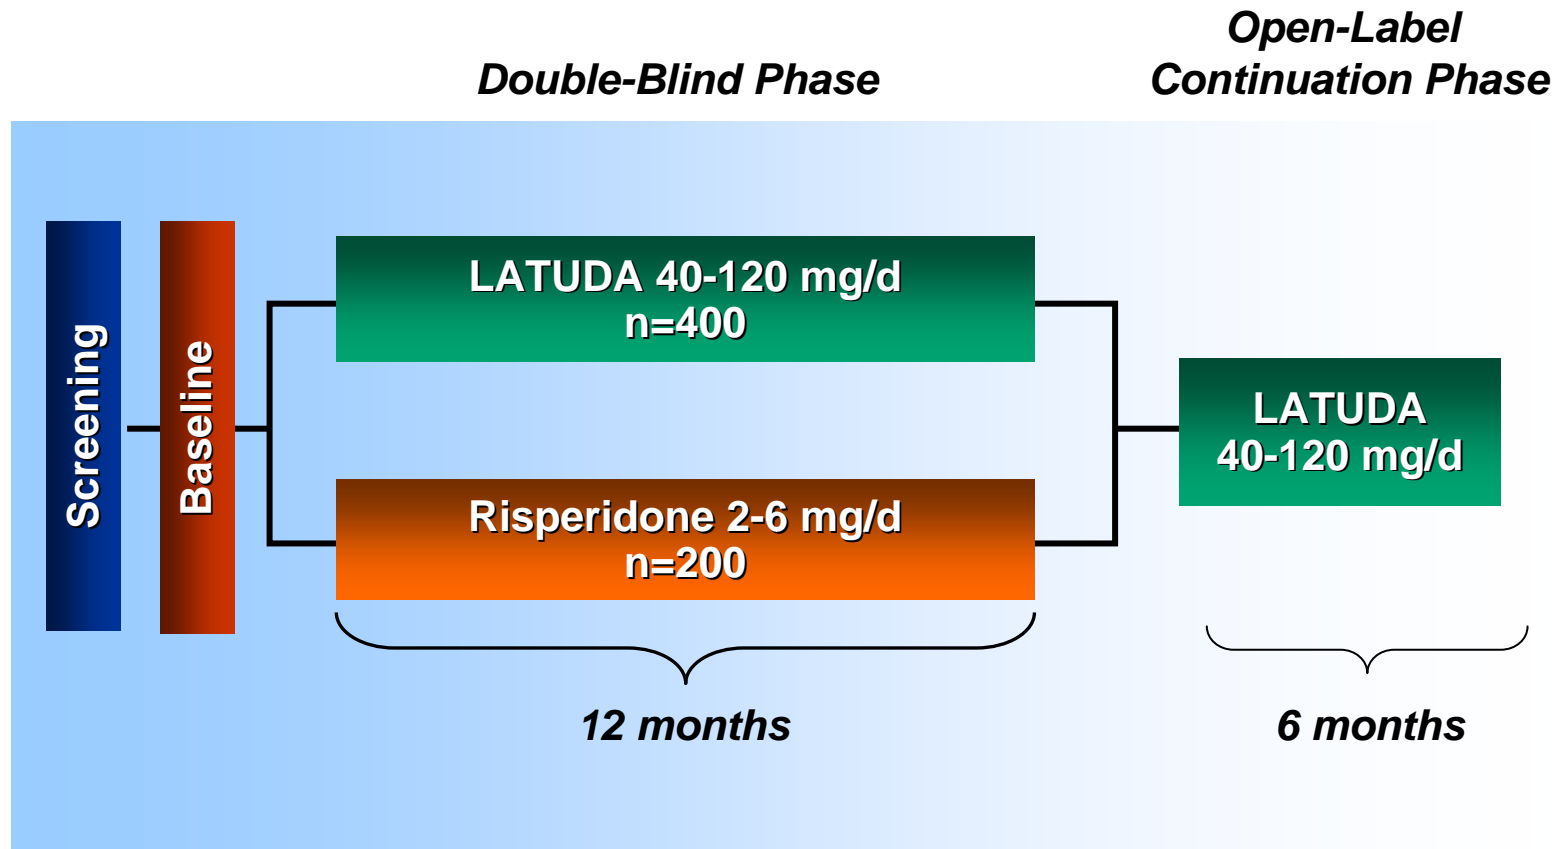 Open-Label
Double-Blind Phase
Continuation Phase
Screening
Baseline
LATUDA 40-120 mg/d
n=400
Risperidone 2-6 mg/d
n=200
LATUDA
40-120 mg/d
12 months
6 months